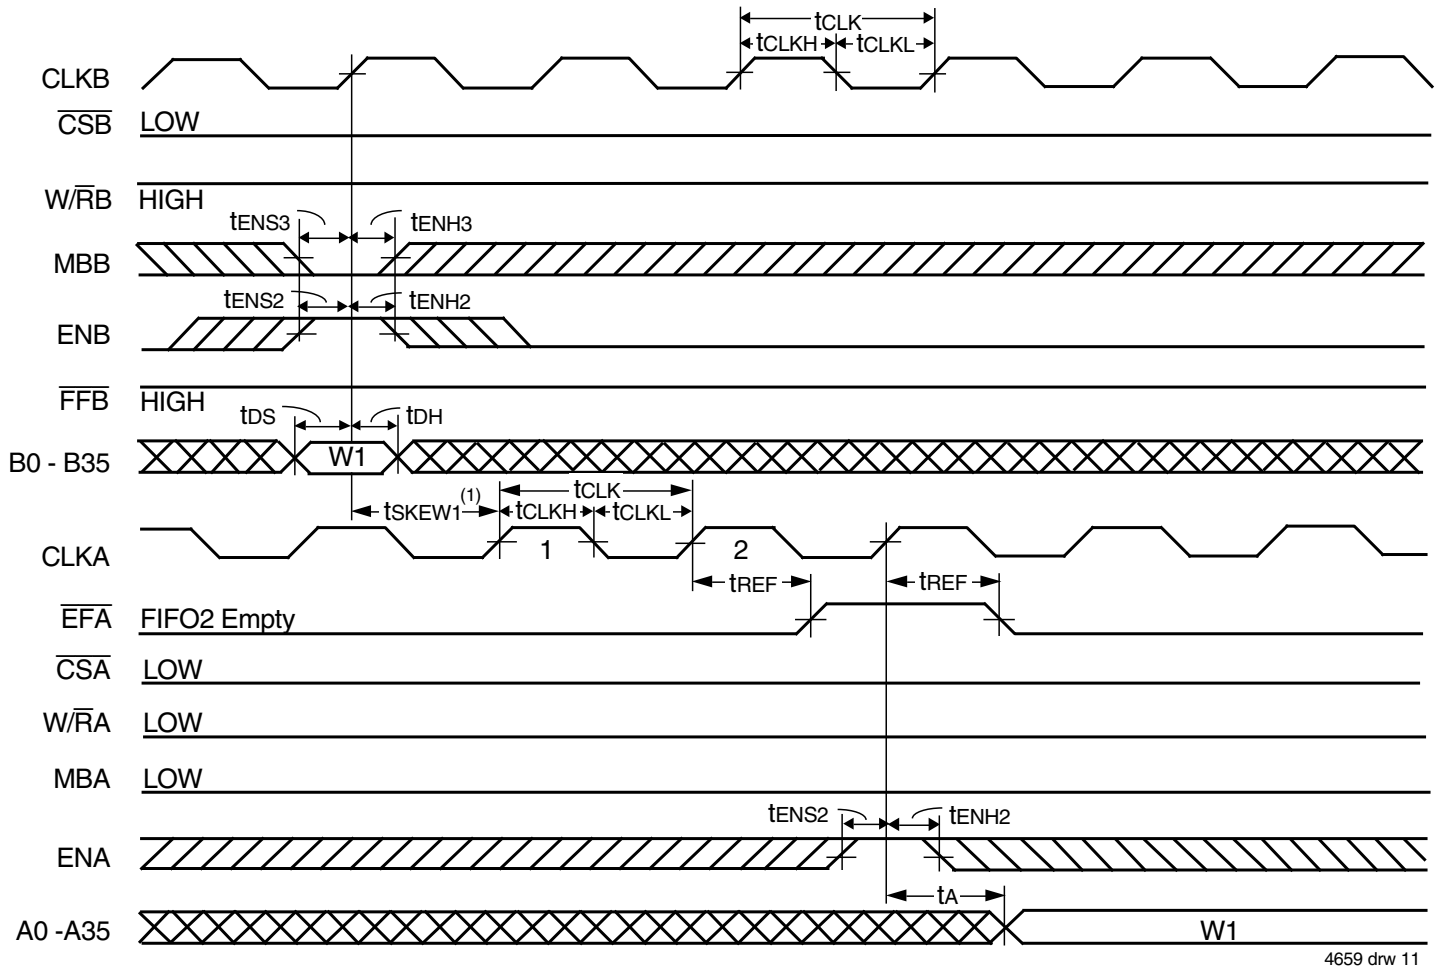 tCLK
tCLKH tCLKL
CLKB
CSB LOW
W/RB HIGH
tENS3 tENH3
MBB
tENS2 tENH2
ENB
FFB HIGH
tDS tDH
B0 - B35 W1
tSKEW1(1) tCLK
tCLKH tCLKL
CLKA 1 2
tREF tREF
EFA FIFO2 Empty
CSA LOW
W/RA LOW
MBA LOW
tENS2 tENH2
ENA
tA
A0 -A35 W1
4659 drw 11